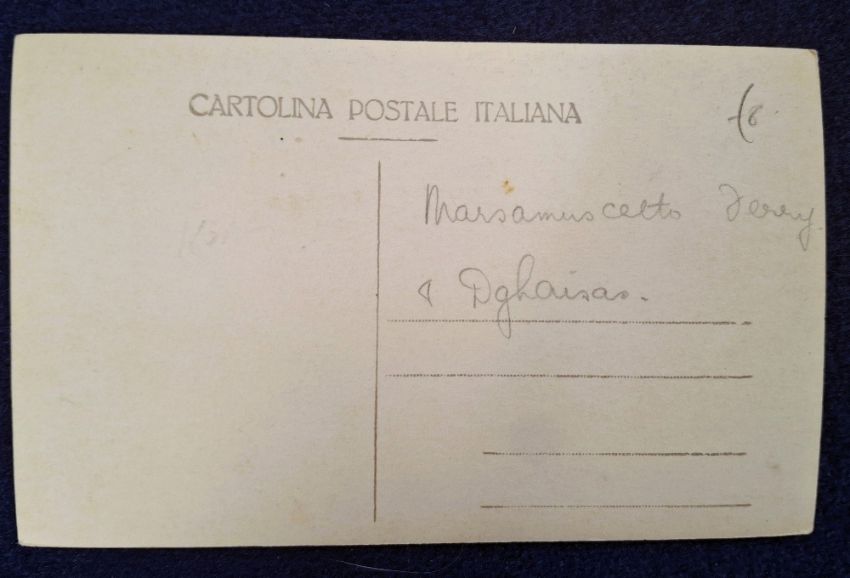 CARTOLINA POSTALE ITALIANA
Marsamuscetto Ferry
& Dghaisas.